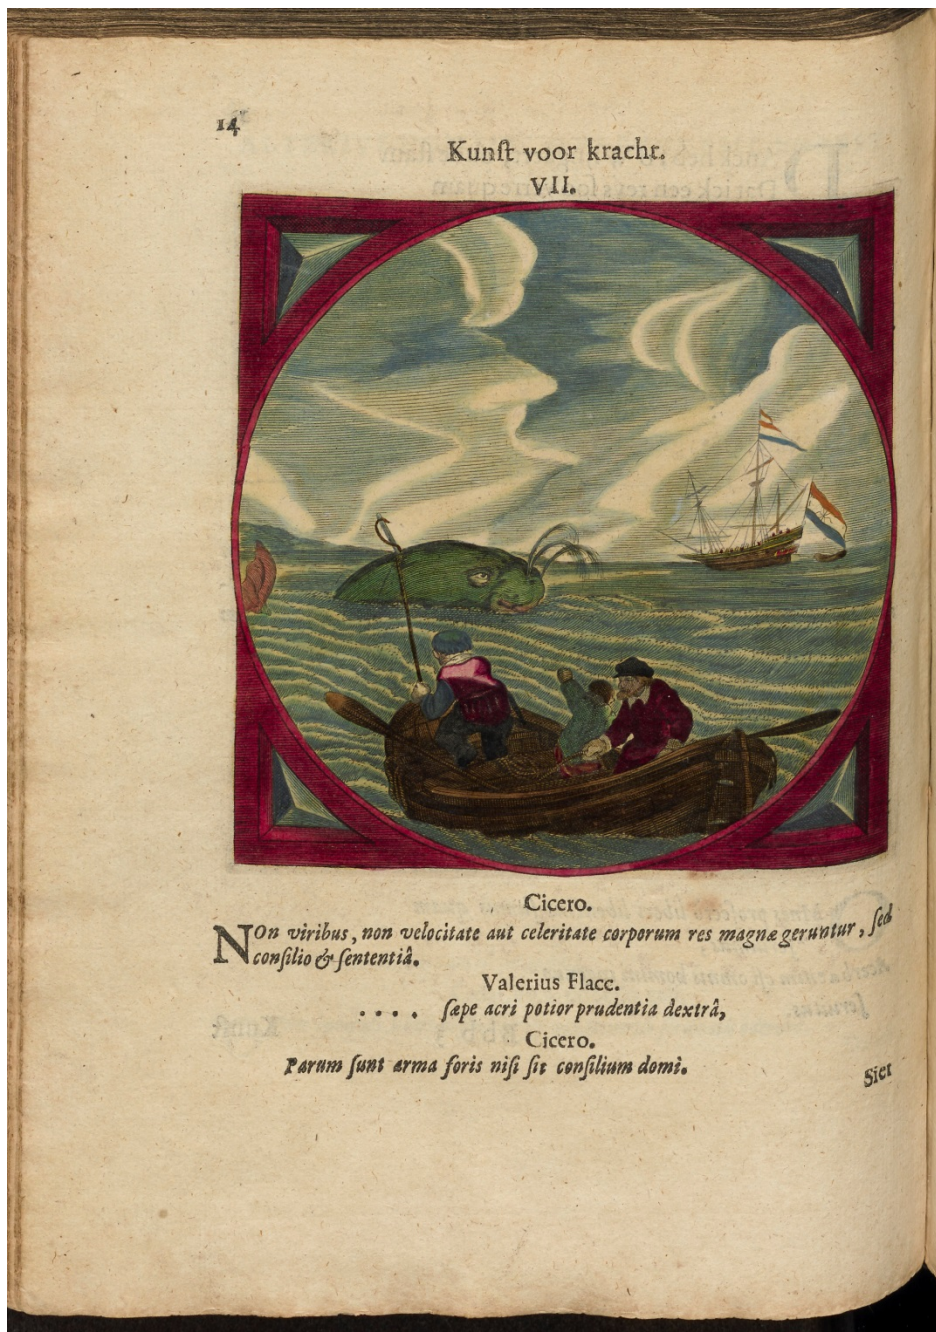 14
Kunſt voor kracht.
VII.
Cicero.
NOn viribus, non velocitate aut celeritate corporum res magnæ geruntur, ſed
conſilio & ſententiâ.
Valerius Flacc.
.... ſæpe acri potior prudentia dextrâ,
Cicero.
Parum ſunt arma foris niſi ſit conſilium domi.
Siet